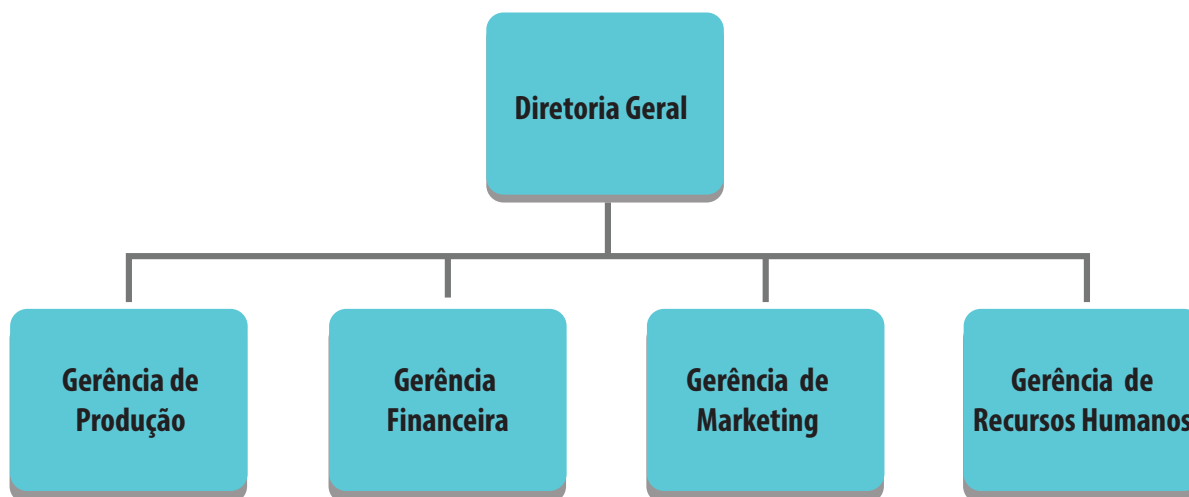 Diretoria Geral
Gerência de
Produção
Gerência
Financeira
Gerência de
Marketing
Gerência de
Recursos Humanos